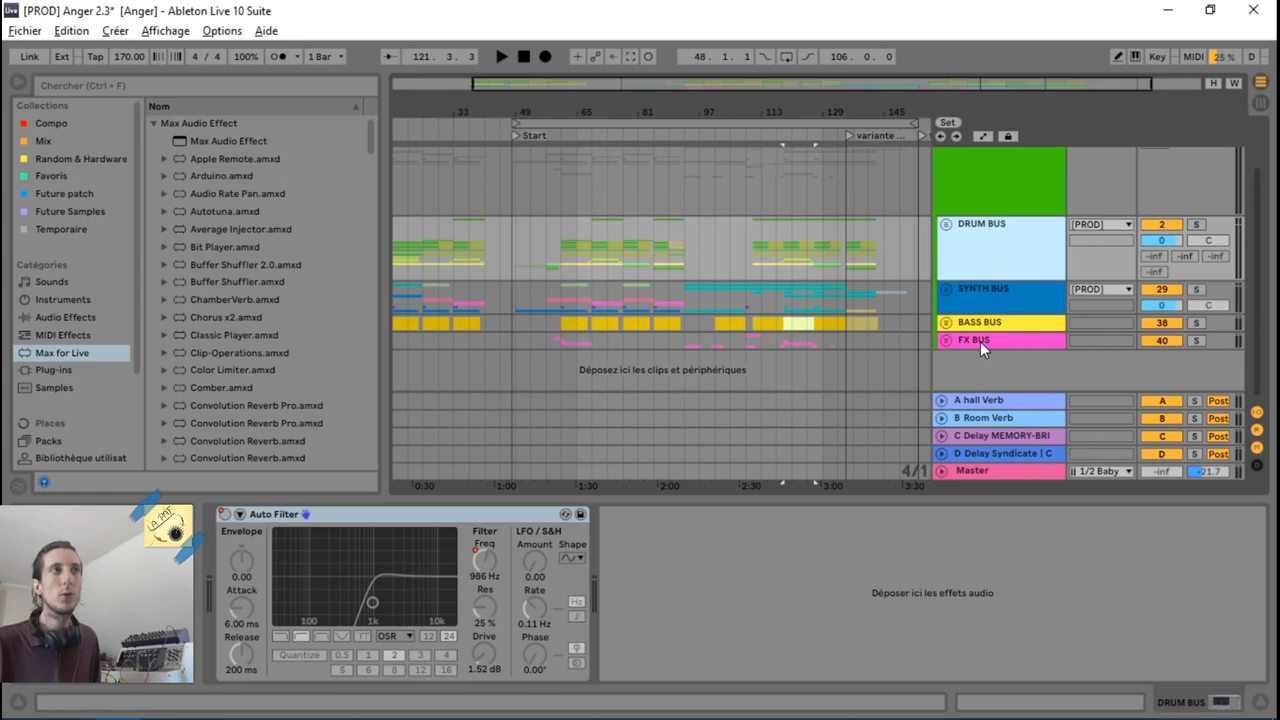 [PROD] Anger 2.3* [Anger] - Ableton Live 10 Suite
Fichier Edition Créer Affichage Options Aide
Link Ext Tap 170.00 4 / 4 100% 1 Bar 121. 3. 3 48. 1. 1 106. 0. 0 Key MIDI 25 % D
Chercher (Ctrl + F)
H W
Collections
Compo
Mix
Random & Hardware
Favoris
Future patch
Future Samples
Temporaire
Catégories
Sounds
Instruments
Audio Effects
MIDI Effects
Max for Live
Plug-ins
Samples
Places
Packs
Bibliothèque utilisat
Nom
Max Audio Effect
Max Audio Effect
Apple Remote.amxd
Arduino.amxd
Audio Rate Pan.amxd
Autotuna.amxd
Average Injector.amxd
Bit Player.amxd
Buffer Shuffler 2.0.amxd
Buffer Shuffler.amxd
ChamberVerb.amxd
Chorus x2.amxd
Classic Player.amxd
Clip-Operations.amxd
Color Limiter.amxd
Comber.amxd
Convolution Reverb Pro.amxd
Convolution Reverb Pro.amxd
Convolution Reverb.amxd
Convolution Reverb.amxd
33 49 65 81 97 113 129 145
Start variante ...
Set
DRUM BUS [PROD] 2 S
0 C
-inf -inf -inf
-inf
SYNTH BUS [PROD] 29 S
0 C
BASS BUS 38 S
FX BUS 40 S
Déposez ici les clips et périphériques
A hall Verb A S Post
B Room Verb B S Post
C Delay MEMORY-BRI C S Post
D Delay Syndicate | C D S Post
Master 1/2 Baby -inf -21.7
4/1
0:30 1:00 1:30 2:00 2:30 3:00 3:30
LA PAT
Auto Filter
Envelope
0.00
Attack
6.00 ms
Release
200 ms
100 1k 10k
OSR 12 24
Quantize 0.5 1 2 3 4
5 6 8 12 16
Filter
Freq
986 Hz
Res
25 %
Drive
1.52 dB
LFO / S&H
Amount Shape
0.00
Rate
0.11 Hz
Hz
Phase
0.00°
Déposer ici les effets audio
DRUM BUS